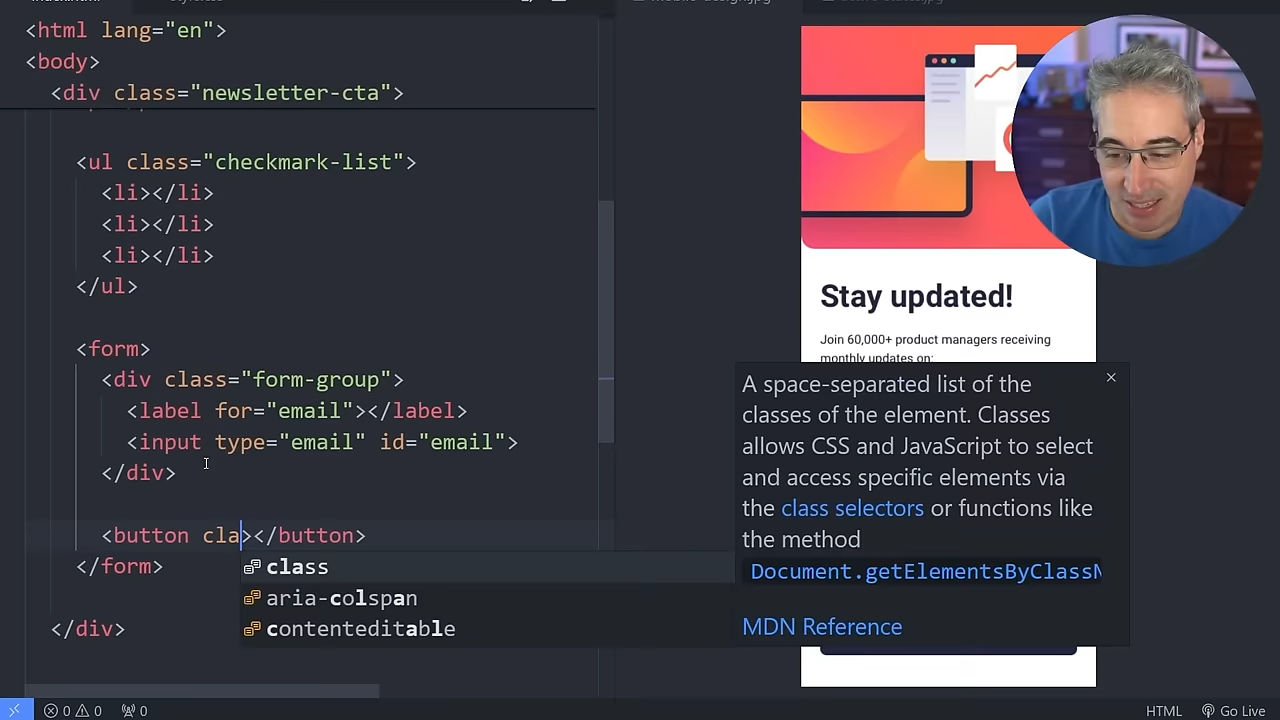 <html lang="en">
<body>
<div class="newsletter-cta">
<ul class="checkmark-list">
<li></li>
<li></li>
<li></li>
</ul>
<form>
<div class="form-group">
<label for="email"></label>
<input type="email" id="email">
</div>
<button cla></button>
</form>
</div>
class
aria-colspan
contenteditable
Stay updated!
Join 60,000+ product managers receiving
monthly updates on:
A space-separated list of the
classes of the element. Classes
allows CSS and JavaScript to select
and access specific elements via
the class selectors or functions like
the method
Document.getElementsByClassN
MDN Reference
0 0 0
HTML Go Live